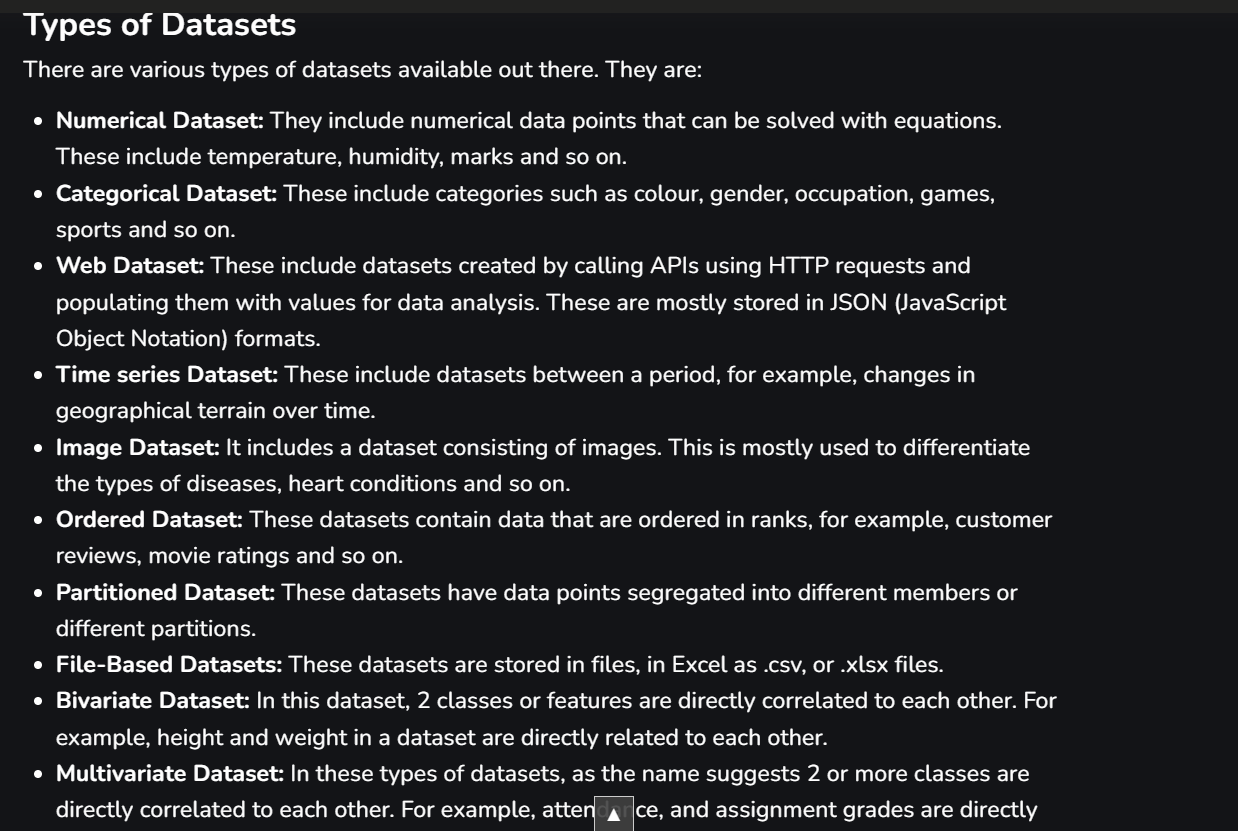 Types of Datasets
There are various types of datasets available out there. They are:
• Numerical Dataset: They include numerical data points that can be solved with equations.
These include temperature, humidity, marks and so on.
• Categorical Dataset: These include categories such as colour, gender, occupation, games,
sports and so on.
• Web Dataset: These include datasets created by calling APIs using HTTP requests and
populating them with values for data analysis. These are mostly stored in JSON (JavaScript
Object Notation) formats.
• Time series Dataset: These include datasets between a period, for example, changes in
geographical terrain over time.
• Image Dataset: It includes a dataset consisting of images. This is mostly used to differentiate
the types of diseases, heart conditions and so on.
• Ordered Dataset: These datasets contain data that are ordered in ranks, for example, customer
reviews, movie ratings and so on.
• Partitioned Dataset: These datasets have data points segregated into different members or
different partitions.
• File-Based Datasets: These datasets are stored in files, in Excel as .csv, or .xlsx files.
• Bivariate Dataset: In this dataset, 2 classes or features are directly correlated to each other. For
example, height and weight in a dataset are directly related to each other.
• Multivariate Dataset: In these types of datasets, as the name suggests 2 or more classes are
directly correlated to each other. For example, attendance, and assignment grades are directly